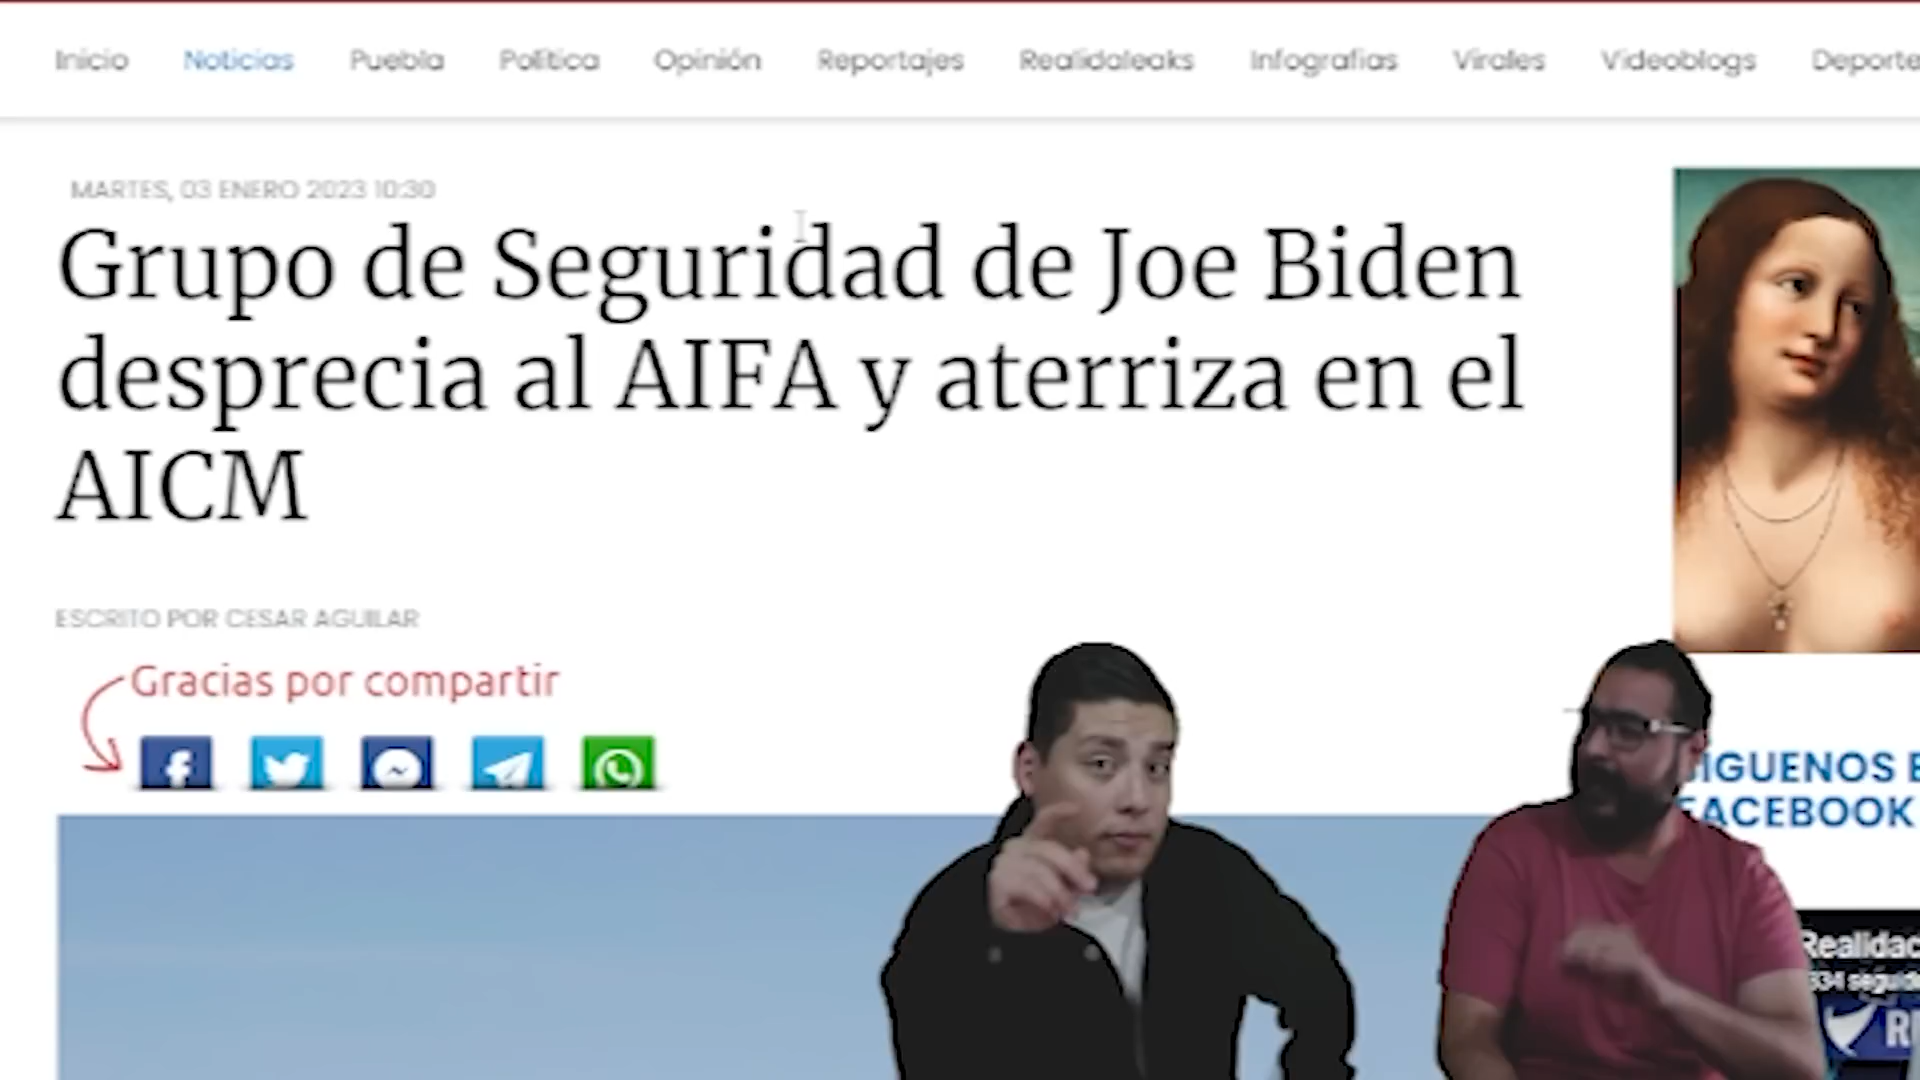 Inicio Noticias Puebla Política Opinión Reportajes Realidaleaks Infografias Virales Videoblogs Deporte
MARTES, 03 ENERO 2023 10:30
Grupo de Seguridad de Joe Biden
desprecia al AIFA y aterriza en el
AICM
ESCRITO POR CESAR AGUILAR
Gracias por compartir
SIGUENOS E
FACEBOOK
Realidad
334 seguid